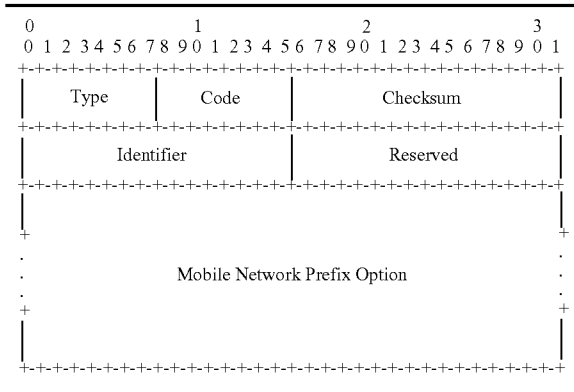 0 1 2 3
0 1 2 3 4 5 6 7 8 9 0 1 2 3 4 5 6 7 8 9 0 1 2 3 4 5 6 7 8 9 0 1
+-+-+-+-+-+-+-+-+-+-+-+-+-+-+-+-+-+-+-+-+-+-+-+-+-+-+-+-+-+-+-+-+
| Type | Code | Checksum |
+-+-+-+-+-+-+-+-+-+-+-+-+-+-+-+-+-+-+-+-+-+-+-+-+-+-+-+-+-+-+-+-+
| Identifier | Reserved |
+-+-+-+-+-+-+-+-+-+-+-+-+-+-+-+-+-+-+-+-+-+-+-+-+-+-+-+-+-+-+-+-+
| |
+ +
. .
. Mobile Network Prefix Option .
. .
+ +
| |
+-+-+-+-+-+-+-+-+-+-+-+-+-+-+-+-+-+-+-+-+-+-+-+-+-+-+-+-+-+-+-+-+